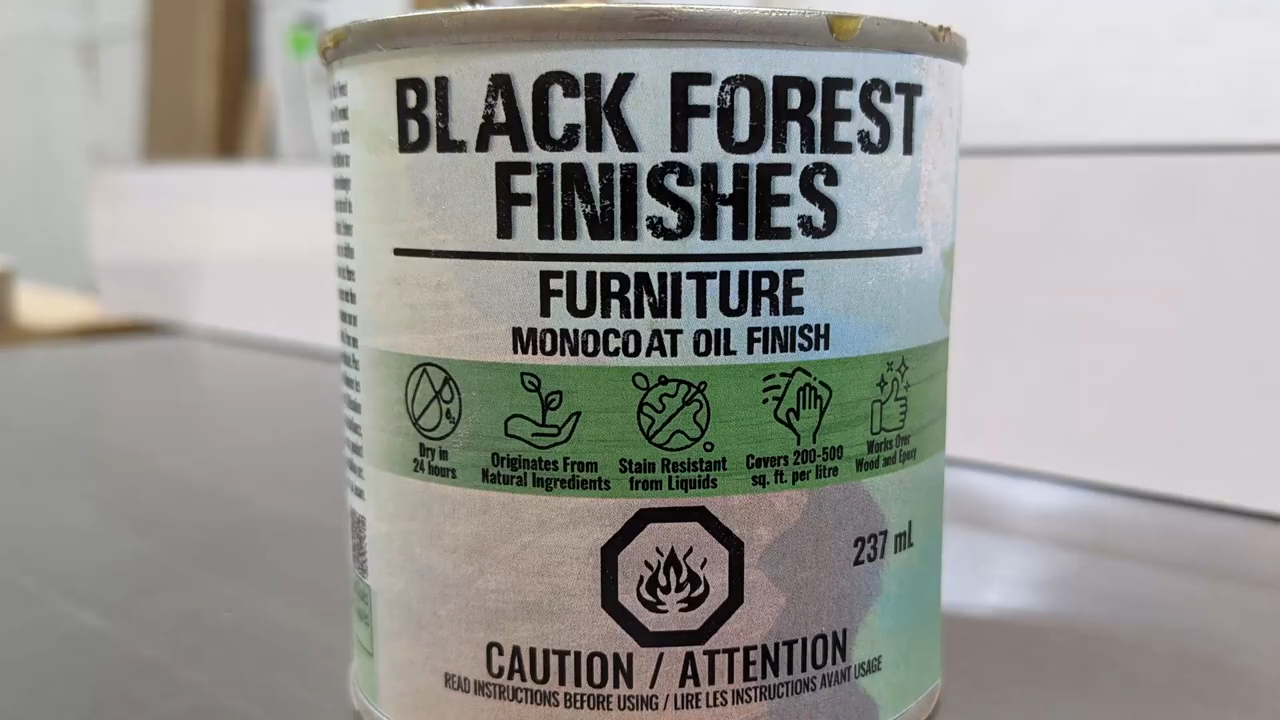 BLACK FOREST
FINISHES
FURNITURE
MONOCOAT OIL FINISH
Dry in
24 hours
Originates From
Natural Ingredients
Stain Resistant
from Liquids
Covers 200-500
sq. ft. per litre
Works Over
Wood and Epoxy
237 mL
CAUTION / ATTENTION
READ INSTRUCTIONS BEFORE USING / LIRE LES INSTRUCTIONS AVANT USAGE